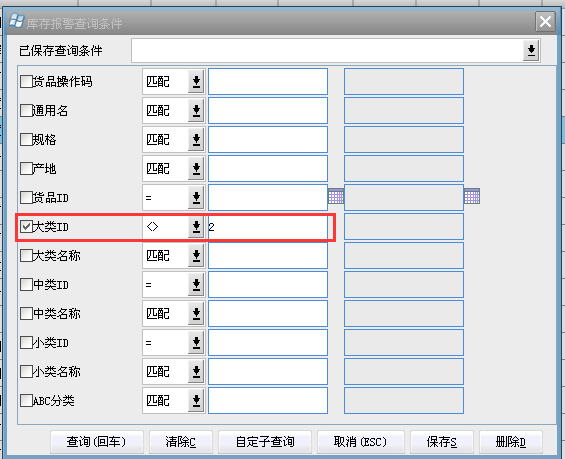 库存报警查询条件
已保存查询条件
货品操作码 匹配
通用名 匹配
规格 匹配
产地 匹配
货品ID =
大类ID <> 2
大类名称 匹配
中类ID =
中类名称 匹配
小类ID =
小类名称 匹配
ABC分类 匹配
查询(回车) 清除C 自定子查询 取消(ESC) 保存S 删除D